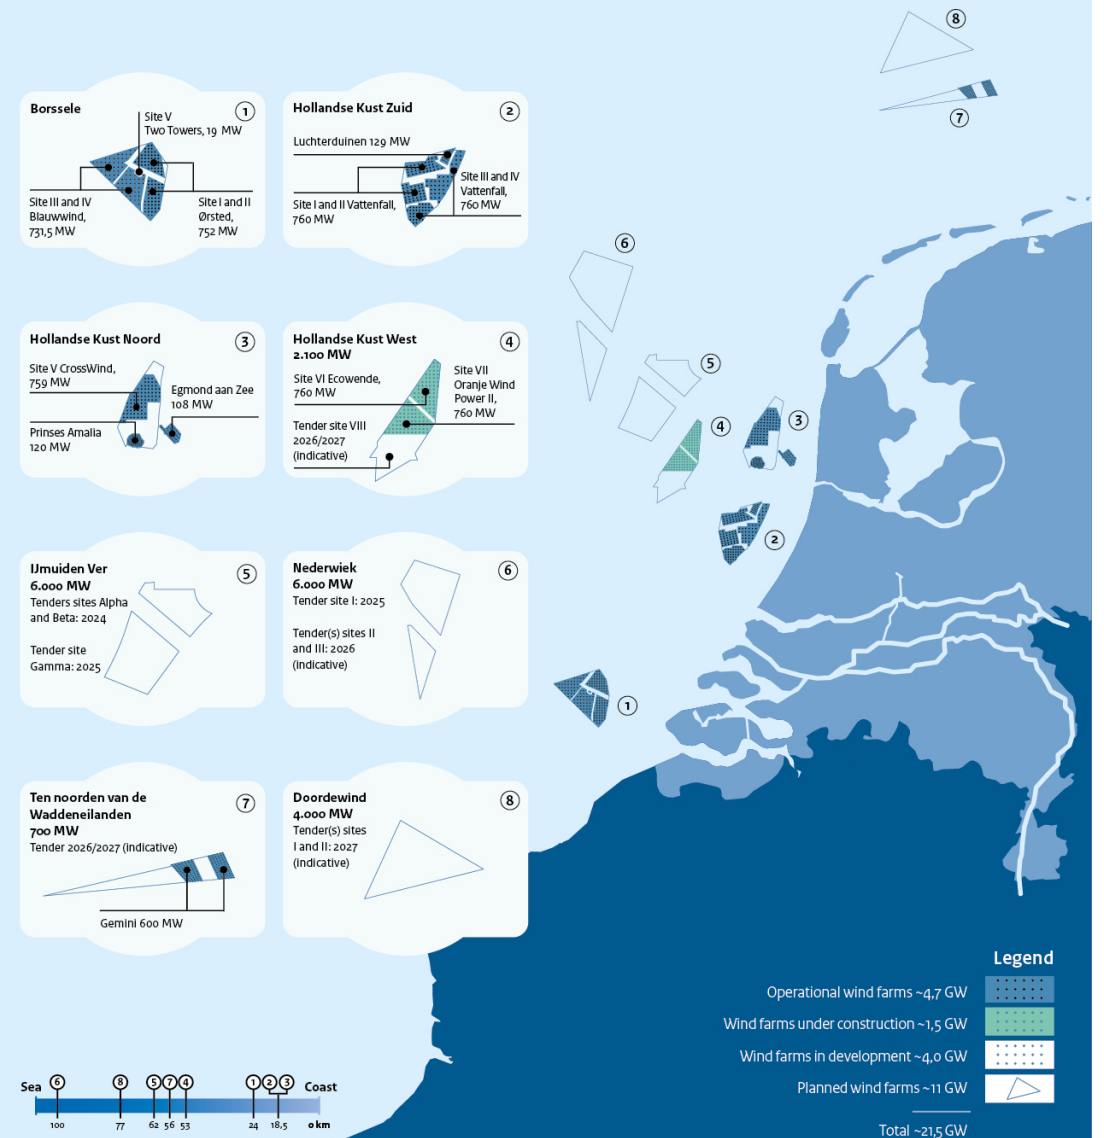 8
7
6
5
4
3
2
1
Borssele
1
Site V
Two Towers, 19 MW
Site III and IV
Blauwwind,
731,5 MW
Site I and II
Ørsted,
752 MW
Hollandse Kust Zuid
2
Luchterduinen 129 MW
Site III and IV
Vattenfall,
760 MW
Site I and II Vattenfall,
760 MW
Hollandse Kust Noord
3
Site V CrossWind,
759 MW
Egmond aan Zee
108 MW
Prinses Amalia
120 MW
Hollandse Kust West
2.100 MW
4
Site VI Ecowende,
760 MW
Site VII
Oranje Wind
Power II,
760 MW
Tender site VIII
2026/2027
(indicative)
IJmuiden Ver
6.000 MW
5
Tenders sites Alpha
and Beta: 2024
Tender site
Gamma: 2025
Nederwiek
6.000 MW
6
Tender site I: 2025
Tender(s) sites II
and III: 2026
(indicative)
Ten noorden van de
Waddeneilanden
700 MW
7
Tender 2026/2027 (indicative)
Gemini 600 MW
Doordewind
4.000 MW
8
Tender(s) sites
I and II: 2027
(indicative)
Legend
Operational wind farms ~4,7 GW
Wind farms under construction ~1,5 GW
Wind farms in development ~4,0 GW
Planned wind farms ~11 GW
Total ~21,5 GW
Sea 6 8 5 7 4 1 2 3 Coast
100 77 62 56 53 24 18,5 0 km